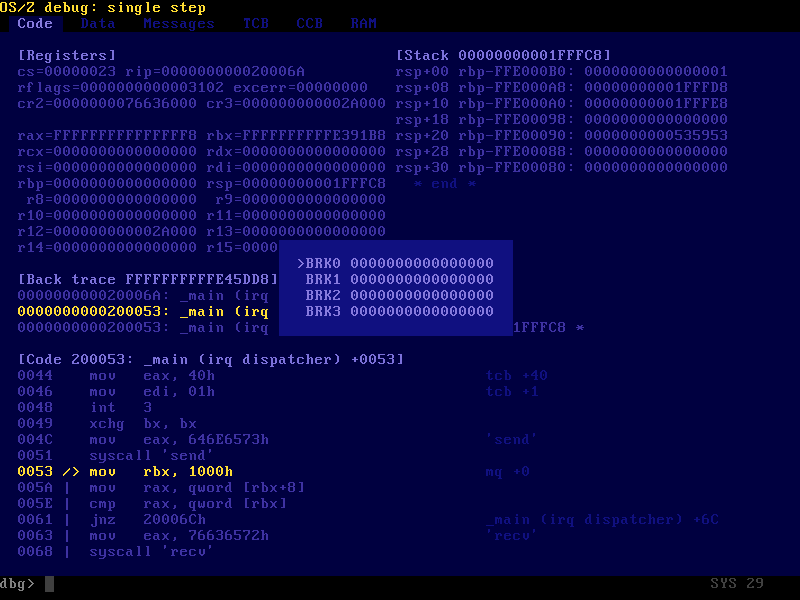 OS/Z debug: single step
Code Data Messages TCB CCB RAM
[Registers] [Stack 00000000001FFFC8]
cs=00000023 rip=000000000020006A rsp+00 rbp-FFE000B0: 0000000000000001
rflags=0000000000003102 excerr=00000000 rsp+08 rbp-FFE000A8: 00000000001FFFD8
cr2=0000000076636000 cr3=000000000002A000 rsp+10 rbp-FFE000A0: 00000000001FFFE8
rsp+18 rbp-FFE00098: 0000000000000000
rax=FFFFFFFFFFFFFFF8 rbx=FFFFFFFFFFE391B8 rsp+20 rbp-FFE00090: 0000000000535953
rcx=0000000000000000 rdx=0000000000000000 rsp+28 rbp-FFE00088: 0000000000000000
rsi=0000000000000000 rdi=0000000000000000 rsp+30 rbp-FFE00080: 0000000000000000
rbp=0000000000000000 rsp=00000000001FFFC8 * end *
r8=0000000000000000 r9=0000000000000000
r10=0000000000000000 r11=0000000000000000
r12=000000000002A000 r13=0000000000000000
r14=0000000000000000 r15=0000
>BRK0 0000000000000000
BRK1 0000000000000000
BRK2 0000000000000000
BRK3 0000000000000000
[Back trace FFFFFFFFFFE45DD8]
000000000020006A: _main (irq
0000000000200053: _main (irq
0000000000200053: _main (irq 1FFFC8 *
[Code 200053: _main (irq dispatcher) +0053]
0044 mov eax, 40h tcb +40
0046 mov edi, 01h tcb +1
0048 int 3
0049 xchg bx, bx
004C mov eax, 646E6573h 'send'
0051 syscall 'send'
0053 /> mov rbx, 1000h mq +0
005A | mov rax, qword [rbx+8]
005E | cmp rax, qword [rbx]
0061 | jnz 20006Ch _main (irq dispatcher) +6C
0063 | mov eax, 76636572h 'recv'
0068 | syscall 'recv'
dbg> SYS 29